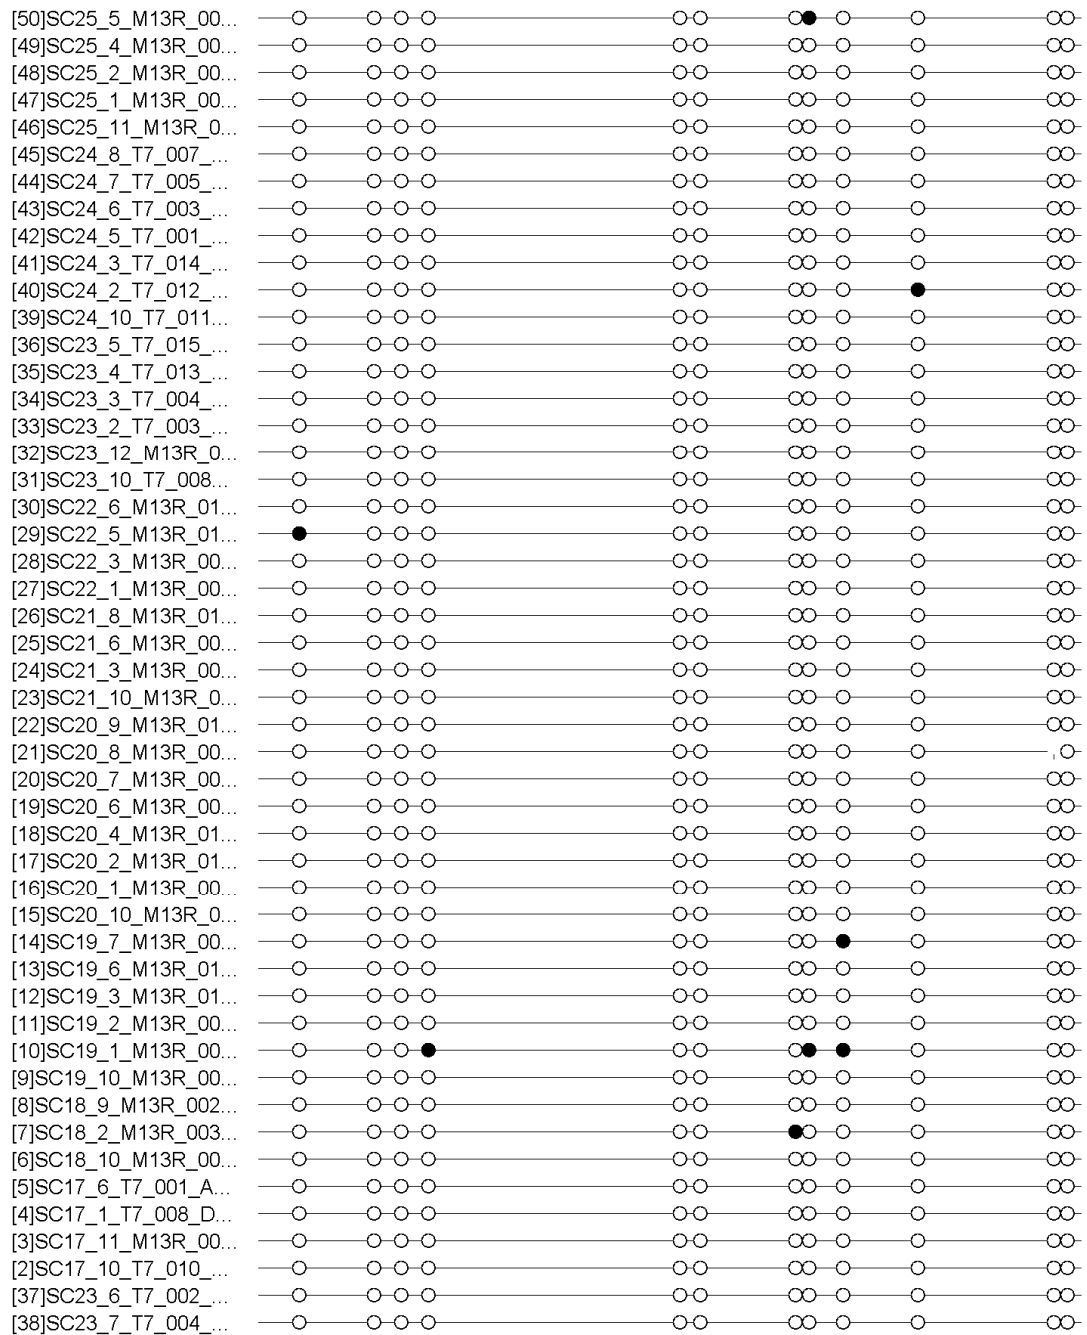 [50]SC25_5_M13R_00...
[49]SC25_4_M13R_00...
[48]SC25_2_M13R_00...
[47]SC25_1_M13R_00...
[46]SC25_11_M13R_0...
[45]SC24_8_T7_007_...
[44]SC24_7_T7_005_...
[43]SC24_6_T7_003_...
[42]SC24_5_T7_001_...
[41]SC24_3_T7_014_...
[40]SC24_2_T7_012_...
[39]SC24_10_T7_011...
[36]SC23_5_T7_015_...
[35]SC23_4_T7_013_...
[34]SC23_3_T7_004_...
[33]SC23_2_T7_003_...
[32]SC23_12_M13R_0...
[31]SC23_10_T7_008...
[30]SC22_6_M13R_01...
[29]SC22_5_M13R_01...
[28]SC22_3_M13R_00...
[27]SC22_1_M13R_00...
[26]SC21_8_M13R_01...
[25]SC21_6_M13R_00...
[24]SC21_3_M13R_00...
[23]SC21_10_M13R_0...
[22]SC20_9_M13R_01...
[21]SC20_8_M13R_00...
[20]SC20_7_M13R_00...
[19]SC20_6_M13R_00...
[18]SC20_4_M13R_01...
[17]SC20_2_M13R_01...
[16]SC20_1_M13R_00...
[15]SC20_10_M13R_0...
[14]SC19_7_M13R_00...
[13]SC19_6_M13R_01...
[12]SC19_3_M13R_01...
[11]SC19_2_M13R_00...
[10]SC19_1_M13R_00...
[9]SC19_10_M13R_00...
[8]SC18_9_M13R_002...
[7]SC18_2_M13R_003...
[6]SC18_10_M13R_00...
[5]SC17_6_T7_001_A...
[4]SC17_1_T7_008_D...
[3]SC17_11_M13R_00...
[2]SC17_10_T7_010_...
[37]SC23_6_T7_002_...
[38]SC23_7_T7_004_...